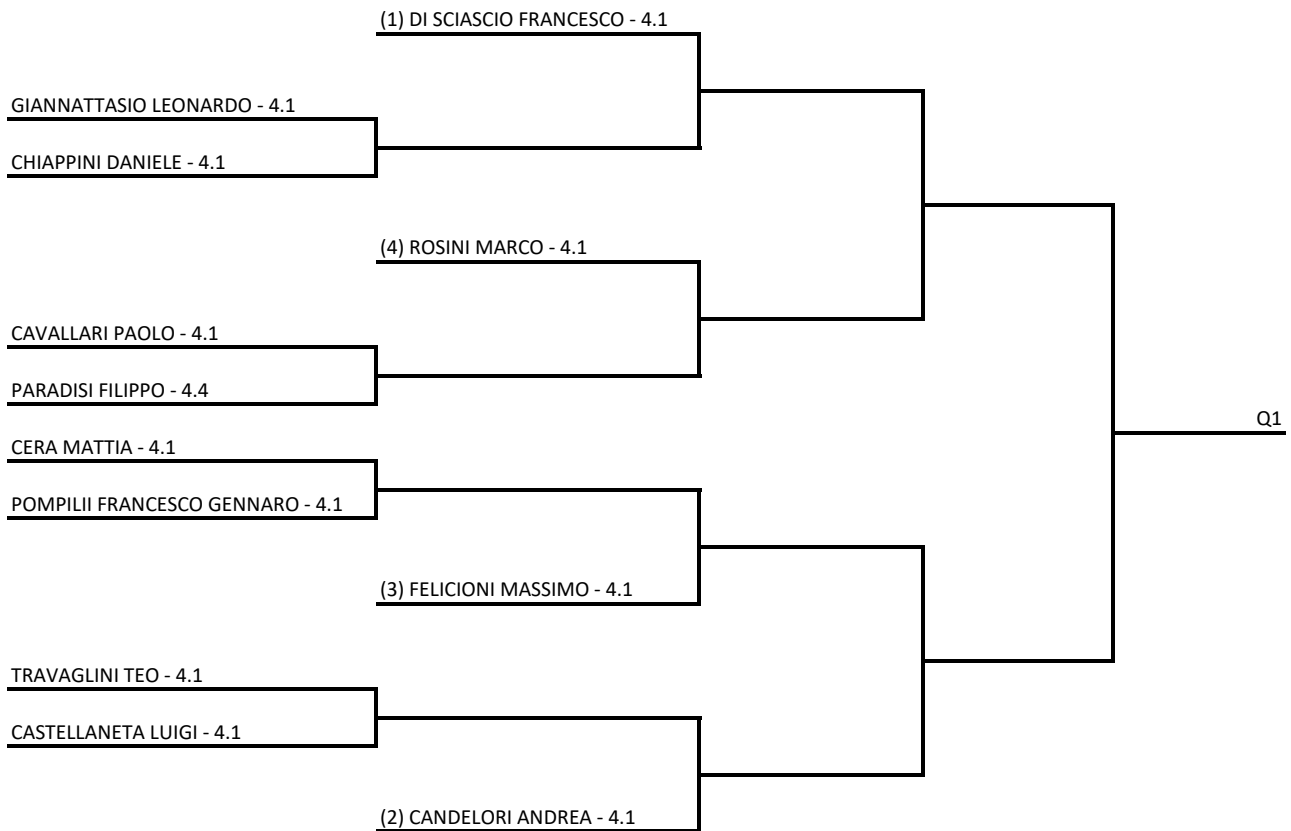 (1) DI SCIASCIO FRANCESCO - 4.1
GIANNATTASIO LEONARDO - 4.1
CHIAPPINI DANIELE - 4.1
(4) ROSINI MARCO - 4.1
CAVALLARI PAOLO - 4.1
PARADISI FILIPPO - 4.4
Q1
CERA MATTIA - 4.1
POMPILII FRANCESCO GENNARO - 4.1
(3) FELICIONI MASSIMO - 4.1
TRAVAGLINI TEO - 4.1
CASTELLANETA LUIGI - 4.1
(2) CANDELORI ANDREA - 4.1